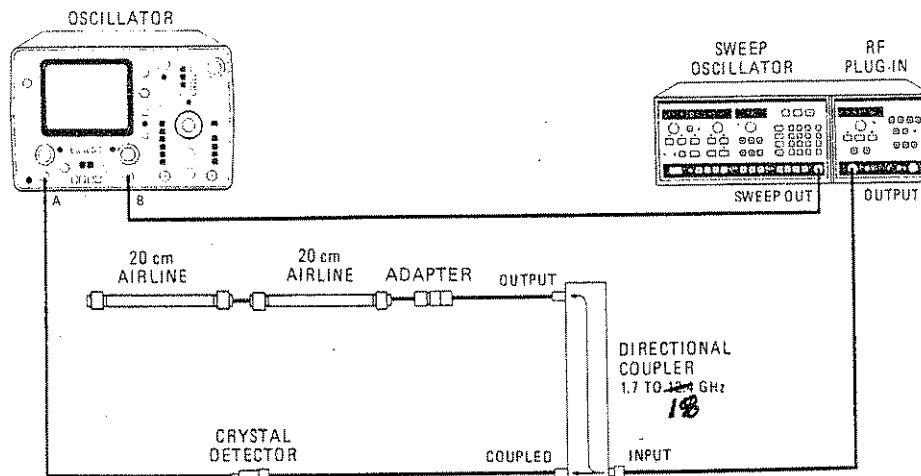 OSCILLATOR
SWEEP
OSCILLATOR
RF
PLUG-IN
A
B
SWEEP OUT
OUTPUT
20 cm
AIRLINE
20 cm
AIRLINE
ADAPTER
OUTPUT
DIRECTIONAL
COUPLER
1.7 TO 12.4 GHz
18
CRYSTAL
DETECTOR
COUPLED
INPUT